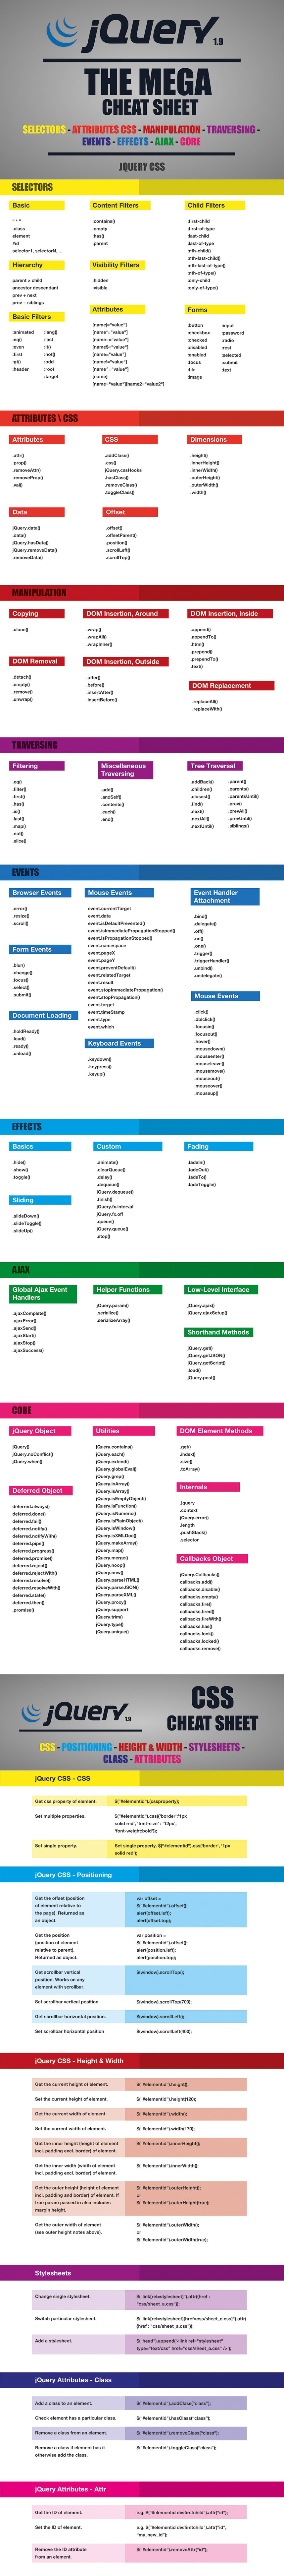 jQuery
1.9
THE MEGA
CHEAT SHEET
SELECTORS - ATTRIBUTES CSS - MANIPULATION - TRAVERSING -
EVENTS - EFFECTS - AJAX - CORE
JQUERY CSS
SELECTORS
Basic
" * "
.class
element
#id
selector1, selectorN, ...
Hierarchy
parent > child
ancestor descendant
prev + next
prev ~ siblings
Basic Filters
:animated
:eq()
:even
:first
:gt()
:header
:lang()
:last
:lt()
:not()
:odd
:root
:target
Content Filters
:contains()
:empty
:has()
:parent
Visibility Filters
:hidden
:visible
Attributes
[name|="value"]
[name*="value"]
[name~="value"]
[name$="value"]
[name="value"]
[name!="value"]
[name^="value"]
[name]
[name="value"][name2="value2"]
Child Filters
:first-child
:first-of-type
:last-child
:last-of-type
:nth-child()
:nth-last-child()
:nth-last-of-type()
:nth-of-type()
:only-child
:only-of-type()
Forms
:button
:checkbox
:checked
:disabled
:enabled
:focus
:file
:image
:input
:password
:radio
:rest
:selected
:submit
:text
ATTRIBUTES \ CSS
Attributes
.attr()
.prop()
.removeAttr()
.removeProp()
.val()
CSS
.addClass()
.css()
jQuery.cssHooks
.hasClass()
.removeClass()
.toggleClass()
Dimensions
.height()
.innerHeight()
.innerWidth()
.outerHeight()
.outerWidth()
.width()
Data
jQuery.data()
.data()
jQuery.hasData()
jQuery.removeData()
.removeData()
Offset
.offset()
.offsetParent()
.position()
.scrollLeft()
.scrollTop()
MANIPULATION
Copying
.clone()
DOM Insertion, Around
.wrap()
.wrapAll()
.wrapInner()
DOM Insertion, Inside
.append()
.appendTo()
.html()
.prepend()
.prependTo()
.text()
DOM Removal
.detach()
.empty()
.remove()
.unwrap()
DOM Insertion, Outside
.after()
.before()
.insertAfter()
.insertBefore()
DOM Replacement
.replaceAll()
.replaceWith()
TRAVERSING
Filtering
.eq()
.filter()
.first()
.has()
.is()
.last()
.map()
.not()
.slice()
Miscellaneous
Traversing
.add()
.andSelf()
.contents()
.each()
.end()
Tree Traversal
.addBack()
.children()
.closest()
.find()
.next()
.nextAll()
.nextUntil()
.parent()
.parents()
.parentsUntil()
.prev()
.prevAll()
.prevUntil()
.siblings()
EVENTS
Browser Events
.error()
.resize()
.scroll()
Form Events
.blur()
.change()
.focus()
.select()
.submit()
Document Loading
.holdReady()
.load()
.ready()
.unload()
Mouse Events
event.currentTarget
event.data
event.isDefaultPrevented()
event.isImmediatePropagationStopped()
event.isPropagationStopped()
event.namespace
event.pageX
event.pageY
event.preventDefault()
event.relatedTarget
event.result
event.stopImmediatePropagation()
event.stopPropagation()
event.target
event.timeStamp
event.type
event.which
Keyboard Events
.keydown()
.keypress()
.keyup()
Event Handler
Attachment
.bind()
.delegate()
.off()
.on()
.one()
.trigger()
.triggerHandler()
.unbind()
.undelegate()
Mouse Events
.click()
.dblclick()
.focusin()
.focusout()
.hover()
.mousedown()
.mouseenter()
.mouseleave()
.mousemove()
.mouseout()
.mouseover()
.mouseup()
EFFECTS
Basics
.hide()
.show()
.toggle()
Sliding
.slideDown()
.slideToggle()
.slideUp()
Custom
.animate()
.clearQueue()
.delay()
.dequeue()
jQuery.dequeue()
.finish()
jQuery.fx.interval
jQuery.fx.off
.queue()
jQuery.queue()
.stop()
Fading
.fadeIn()
.fadeOut()
.fadeTo()
.fadeToggle()
AJAX
Global Ajax Event
Handlers
.ajaxComplete()
.ajaxError()
.ajaxSend()
.ajaxStart()
.ajaxStop()
.ajaxSuccess()
Helper Functions
jQuery.param()
.serialize()
.serializeArray()
Low-Level Interface
jQuery.ajax()
jQuery.ajaxSetup()
Shorthand Methods
jQuery.get()
jQuery.getJSON()
jQuery.getScript()
.load()
jQuery.post()
CORE
jQuery Object
jQuery()
jQuery.noConflict()
jQuery.when()
Deferred Object
deferred.always()
deferred.done()
deferred.fail()
deferred.notify()
deferred.notifyWith()
deferred.pipe()
deferred.progress()
deferred.promise()
deferred.reject()
deferred.rejectWith()
deferred.resolve()
deferred.resolveWith()
deferred.state()
deferred.then()
.promise()
Utilities
jQuery.contains()
jQuery.each()
jQuery.extend()
jQuery.globalEval()
jQuery.grep()
jQuery.inArray()
jQuery.isArray()
jQuery.isEmptyObject()
jQuery.isFunction()
jQuery.isNumeric()
jQuery.isPlainObject()
jQuery.isWindow()
jQuery.isXMLDoc()
jQuery.makeArray()
jQuery.map()
jQuery.merge()
jQuery.noop()
jQuery.now()
jQuery.parseHTML()
jQuery.parseJSON()
jQuery.parseXML()
jQuery.proxy()
jQuery.support
jQuery.trim()
jQuery.type()
jQuery.unique()
DOM Element Methods
.get()
.index()
.size()
.toArray()
Internals
.jquery
.context
jQuery.error()
.length
.pushStack()
.selector
Callbacks Object
jQuery.Callbacks()
callbacks.add()
callbacks.disable()
callbacks.empty()
callbacks.fire()
callbacks.fired()
callbacks.fireWith()
callbacks.has()
callbacks.lock()
callbacks.locked()
callbacks.remove()
jQuery
1.9
CSS
CHEAT SHEET
CSS - POSITIONING - HEIGHT & WIDTH - STYLESHEETS -
CLASS - ATTRIBUTES
jQuery CSS - CSS
Get css property of element. $("#elementid").(cssproperty);
Set multiple properties. $("#elementid").css({'border':'1px
solid red', 'font-size' : '12px',
'font-weight:bold'});
Set single property. Set single property. $("#elementid").css('border', '1px
solid red');
jQuery CSS - Positioning
Get the offset (position
of element relative to
the page). Returned as
an object.
var offset =
$("#elementid").offset();
alert(offset.left);
alert(offset.top);
Get the position
(position of element
relative to parent).
Returned as object.
var position =
$("#elementid").offset();
alert(position.left);
alert(position.top);
Get scrollbar vertical
position. Works on any
element with scrollbar.
$(window).scrollTop();
Set scrollbar vertical position. $(window).scrollTop(700);
Get scrollbar horizontal position. $(window).scrollLeft();
Set scrollbar horizontal position $(window).scrollLeft(400);
jQuery CSS - Height & Width
Get the current height of element. $("#elementid").height();
Set the current height of element. $("#elementid").height(120);
Get the current width of element. $("#elementid").width();
Set the current width of element. $("#elementid").width(170);
Get the inner height (height of element
incl. padding excl. border) of element.
$("#elementid").innerHeight();
Get the inner width (width of element
incl. padding excl. border) of element.
$("#elementid").innerWidth();
Get the outer height (height of element
incl. padding and border) of element. If
true param passed in also includes
margin height.
$("#elementid").outerHeight();
or
$("#elementid").outerHeight(true);
Get the outer width of element
(see outer height notes above).
$("#elementid").outerWidth();
or
$("#elementid").outerWidth(true);
Stylesheets
Change single stylesheet. $("link[rel=stylesheet]").attr({href :
"css/sheet_a.css"});
Switch particular stylesheet. $("link[rel=stylesheet][href=css/sheet_c.css]").attr(
{href : "css/sheet_a.css"});
Add a stylesheet. $("head").append('<link rel="stylesheet"
type="text/css" href="css/sheet_a.css" />');
jQuery Attributes - Class
Add a class to on element. $("#elementid").addClass("class");
Check element has a particular class. $("#elementid").hasClass("class");
Remove a class from an element. $("#elementid").removeClass("class");
Remove a class if element has it
otherwise add the class.
$("#elementid").toggleClass("class");
jQuery Attributes - Attr
Get the ID of element. e.g. $("#elementid div:firstchild").attr("id");
Set the ID of element. e.g. $("#elementid div:firstchild").attr("id",
"my_new_id");
Remove the ID attribute
from an element.
$("#elementid").removeAttr("id");